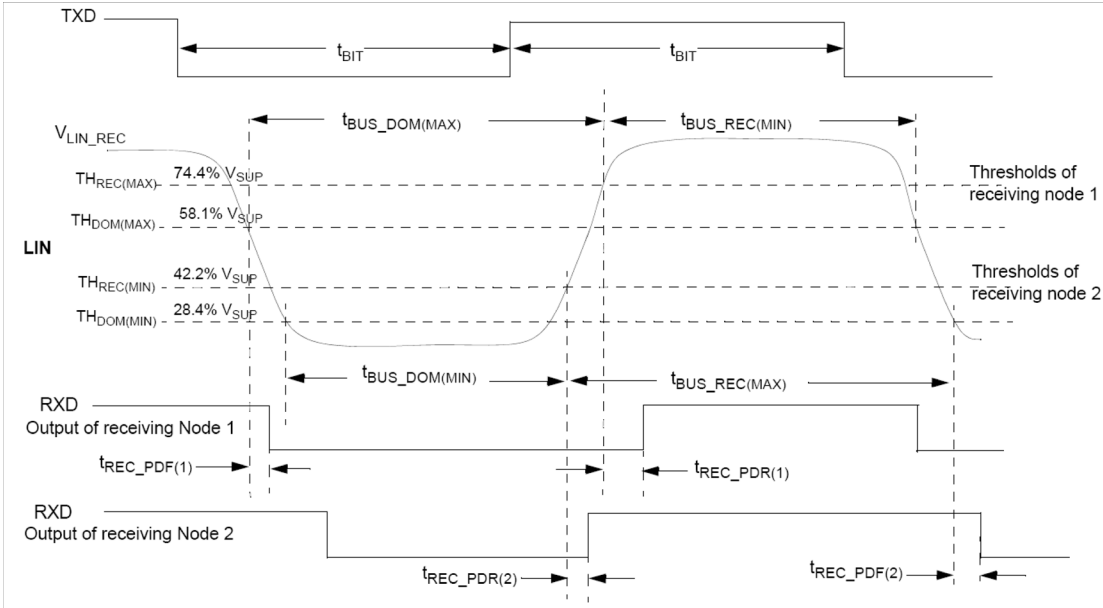 TXD
tBIT
tBIT
tBUS_DOM(MAX)
tBUS_REC(MIN)
VLIN_REC
THREC(MAX) 74.4% VSUP
Thresholds of
receiving node 1
THDOM(MAX) 58.1% VSUP
LIN
THREC(MIN) 42.2% VSUP
Thresholds of
receiving node 2
THDOM(MIN) 28.4% VSUP
tBUS_DOM(MIN)
tBUS_REC(MAX)
RXD
Output of receiving Node 1
tREC_PDF(1)
tREC_PDR(1)
RXD
Output of receiving Node 2
tREC_PDR(2)
tREC_PDF(2)